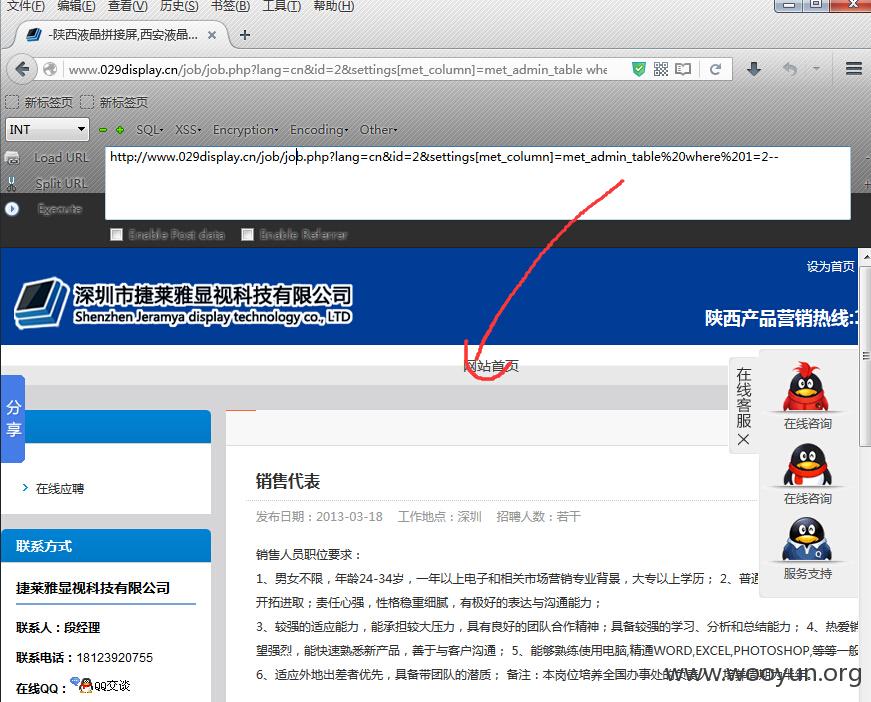 文件(F) 编辑(E) 查看(V) 历史(S) 书签(B) 工具(T) 帮助(H)
-陕西液晶拼接屏,西安液晶...
www.029display.cn/job/job.php?lang=cn&id=2&settings[met_column]=met_admin_table whe
新标签页 新标签页
INT SQL XSS Encryption Encoding Other
Load URL
http://www.029display.cn/job/job.php?lang=cn&id=2&settings[met_column]=met_admin_table%20where%201=2--
Split URL
Execute
Enable Post data Enable Referrer
设为首页
深圳市捷莱雅显视科技有限公司
Shenzhen Jeramya display technology co., LTD
陕西产品营销热线:
网站首页
分享
在线客服
X
在线咨询
在线咨询
服务支持
在线应聘
联系方式
捷莱雅显视科技有限公司
联系人：段经理
联系电话：18123920755
在线QQ： QQ交谈
销售代表
发布日期：2013-03-18 工作地点：深圳 招聘人数：若干
销售人员职位要求：
1、男女不限，年龄24-34岁，一年以上电子和相关市场营销专业背景，大专以上学历； 2、普通
开拓进取；责任心强，性格稳重细腻，有极好的表达与沟通能力；
3、较强的适应能力，能承担较大压力，具有良好的团队合作精神；具备较强的学习、分析和总结能力； 4、热爱销
望强烈，能快速熟悉新产品，善于与客户沟通； 5、能够熟练使用电脑,精通WORD,EXCEL,PHOTOSHOP,等等一般
6、适应外地出差者优先，具备带团队的潜质； 备注：本岗位培养全国办事处的负责人
www.wooyun.org